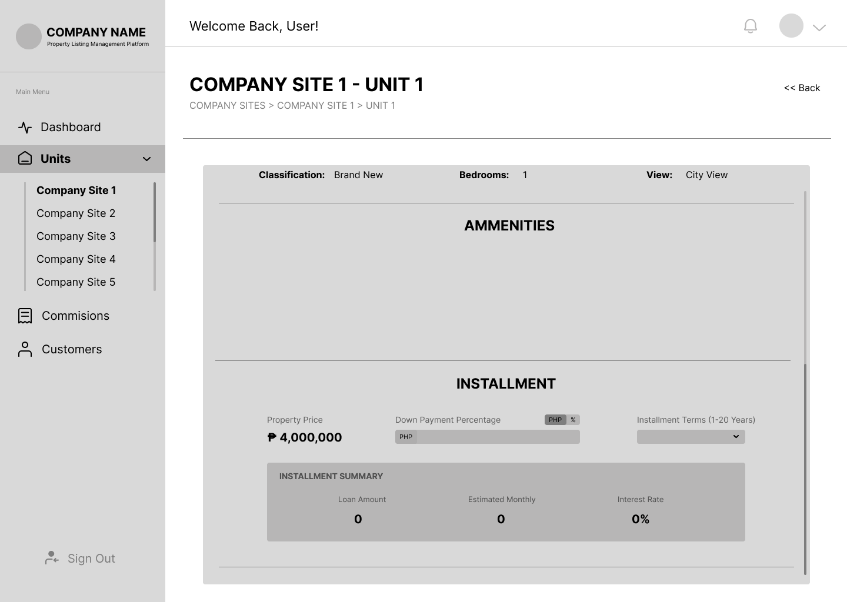 COMPANY NAME
Property Listing Management Platform
Main Menu
Dashboard
Units
Company Site 1
Company Site 2
Company Site 3
Company Site 4
Company Site 5
Commisions
Customers
Sign Out
Welcome Back, User!
COMPANY SITE 1 - UNIT 1
<< Back
COMPANY SITES > COMPANY SITE 1 > UNIT 1
Classification: Brand New Bedrooms: 1 View: City View
AMMENITIES
INSTALLMENT
Property Price Down Payment Percentage PHP % Installment Terms (1-20 Years)
₱ 4,000,000 PHP
INSTALLMENT SUMMARY
Loan Amount Estimated Monthly Interest Rate
0 0 0%